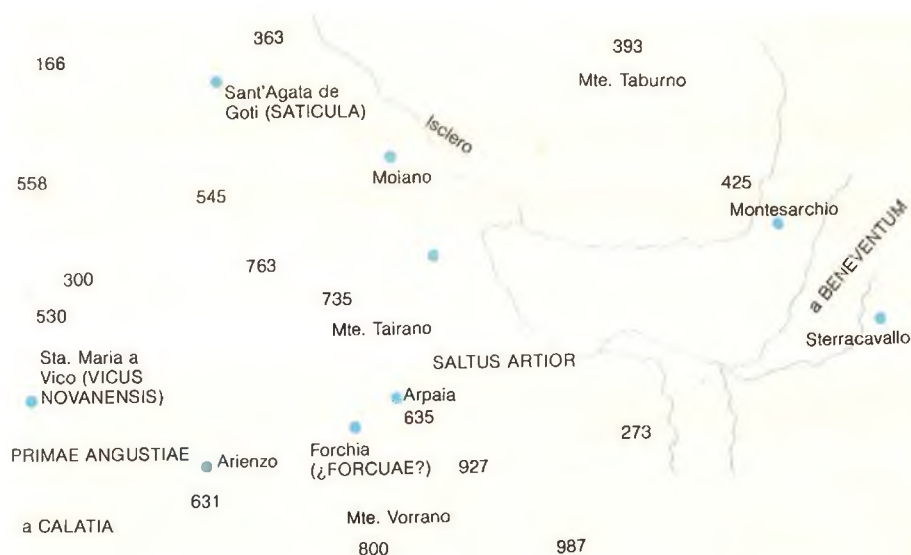 363
393
166
Mte. Taburno
Sant'Agata de
Goti (SATICULA)
Isclero
Moiano
558
545
425
Montesarchio
a BENEVENTUM
763
300
735
530
Mte. Tairano
Sterracavallo
Sta. Maria a
Vico (VICUS
NOVANENSIS)
SALTUS ARTIOR
Arpaia
635
273
PRIMAE ANGUSTIAE
Arienzo
Forchia
(¿FORCUAE?)
927
631
a CALATIA
Mte. Vorrano
800
987